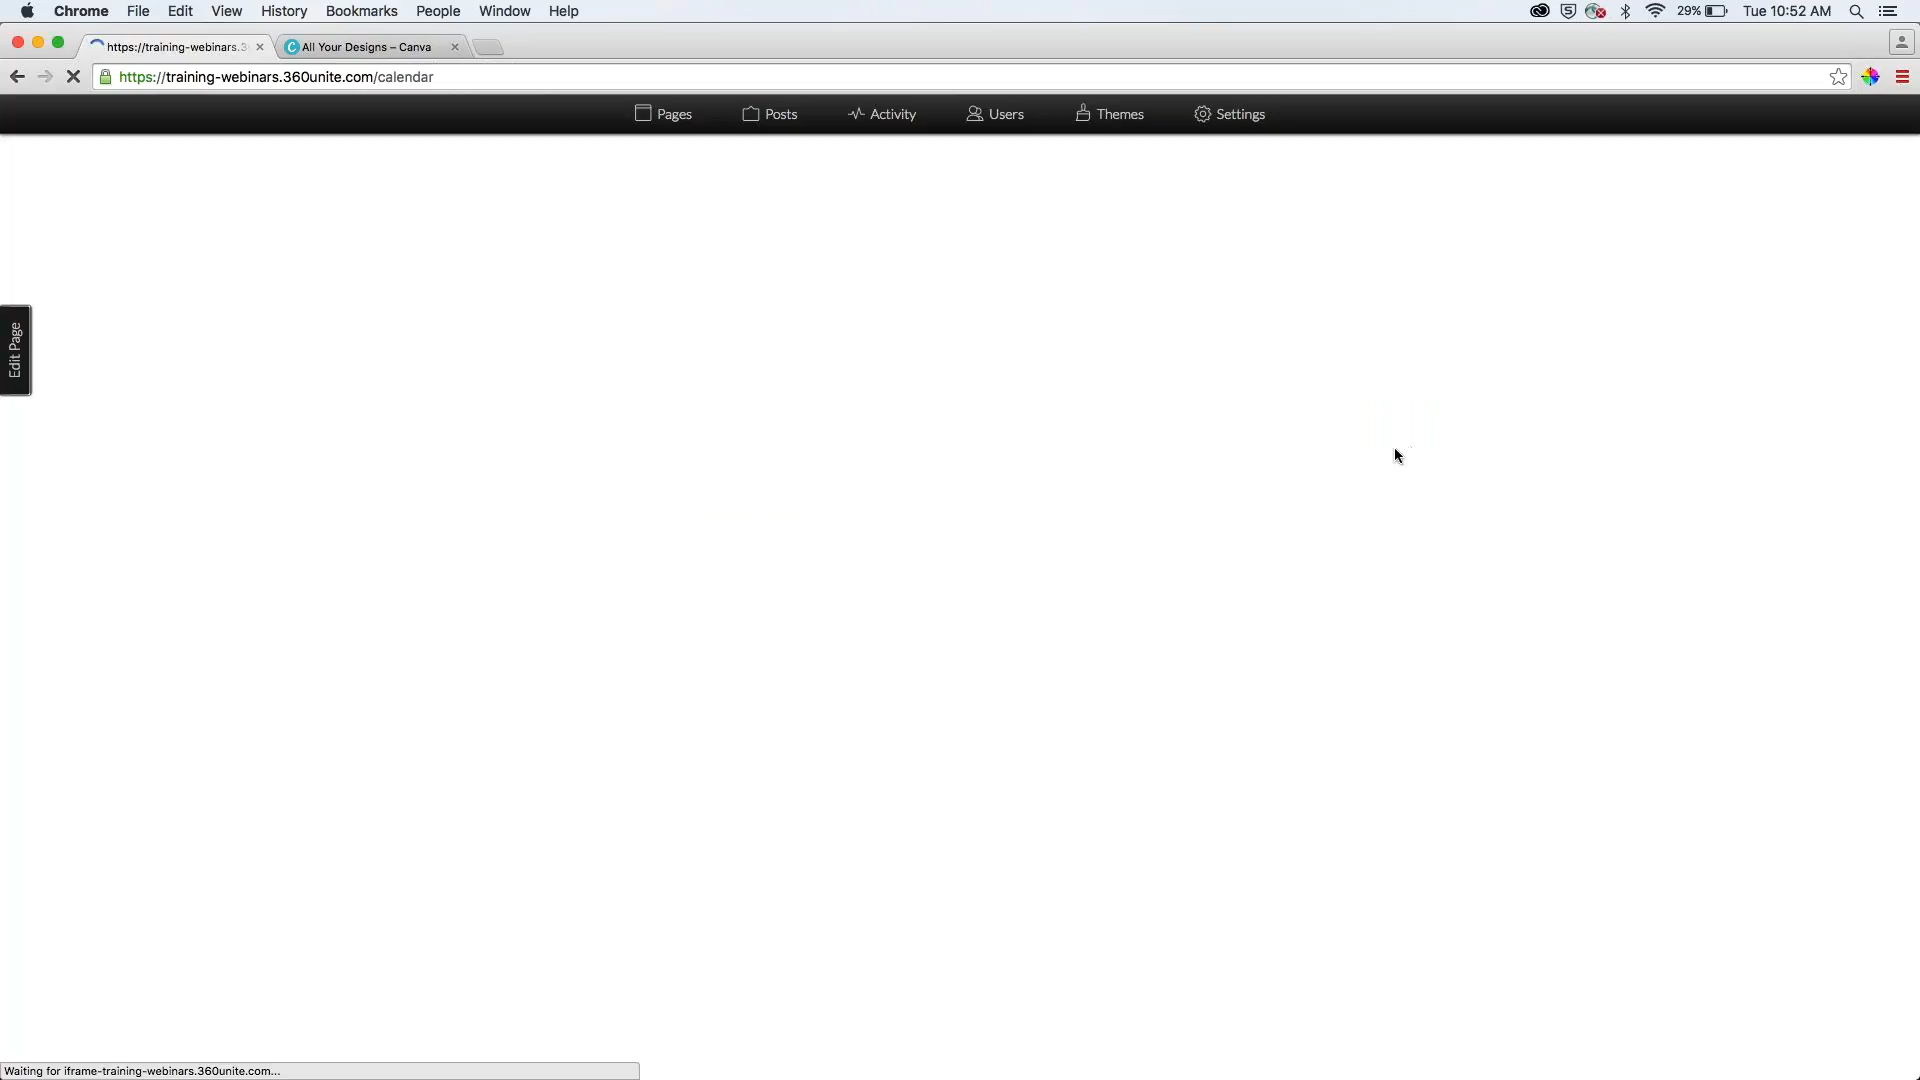 Chrome File Edit View History Bookmarks People Window Help 29% Tue 10:52 AM
https://training-webinars.3 All Your Designs – Canva
https://training-webinars.360unite.com/calendar
Pages Posts Activity Users Themes Settings
Edit Page
Waiting for iframe-training-webinars.360unite.com...